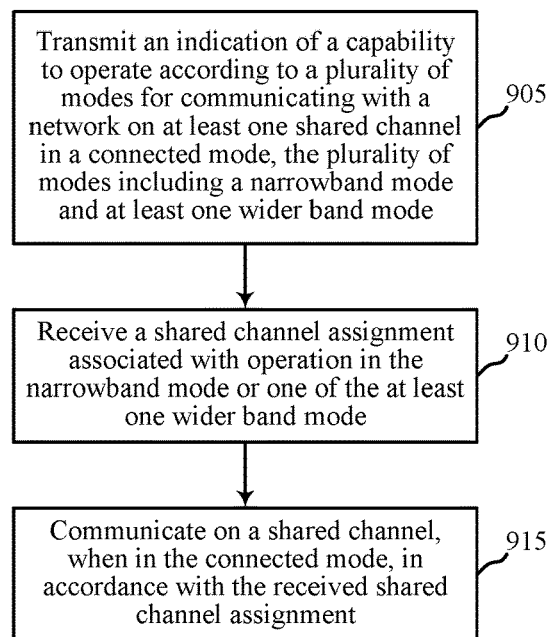 Transmit an indication of a capability
to operate according to a plurality of
modes for communicating with a
network on at least one shared channel
in a connected mode, the plurality of
modes including a narrowband mode
and at least one wider band mode
905
Receive a shared channel assignment
associated with operation in the
narrowband mode or one of the at least
one wider band mode
910
Communicate on a shared channel,
when in the connected mode, in
accordance with the received shared
channel assignment
915